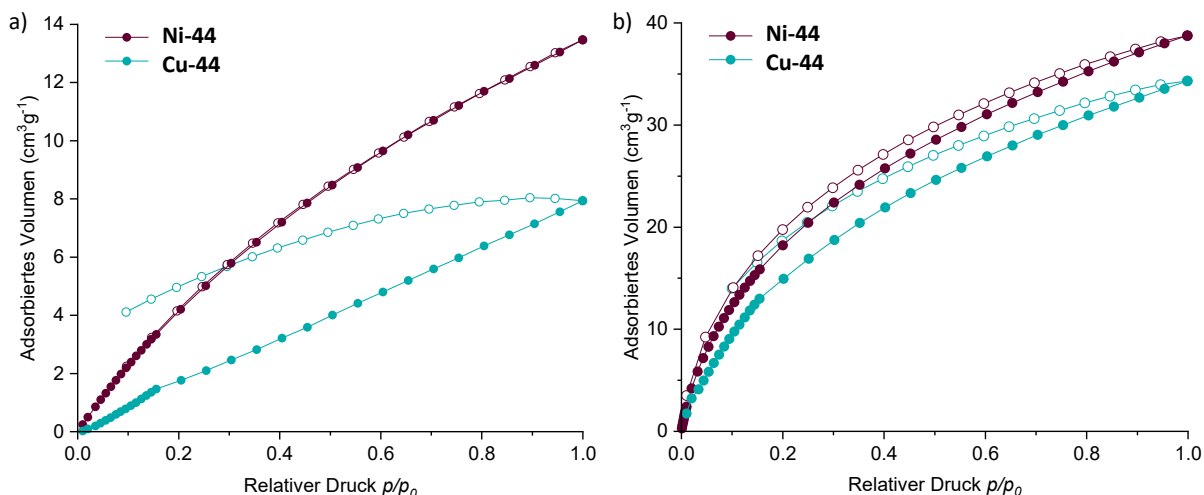 a)
Ni-44
Cu-44
14
12
10
8
6
4
2
0
0.0 0.2 0.4 0.6 0.8 1.0
Adsorbiertes Volumen (cm³g⁻¹)
Relativer Druck p/p₀
b)
Ni-44
Cu-44
40
30
20
10
0
0.0 0.2 0.4 0.6 0.8 1.0
Adsorbiertes Volumen (cm³g⁻¹)
Relativer Druck p/p₀